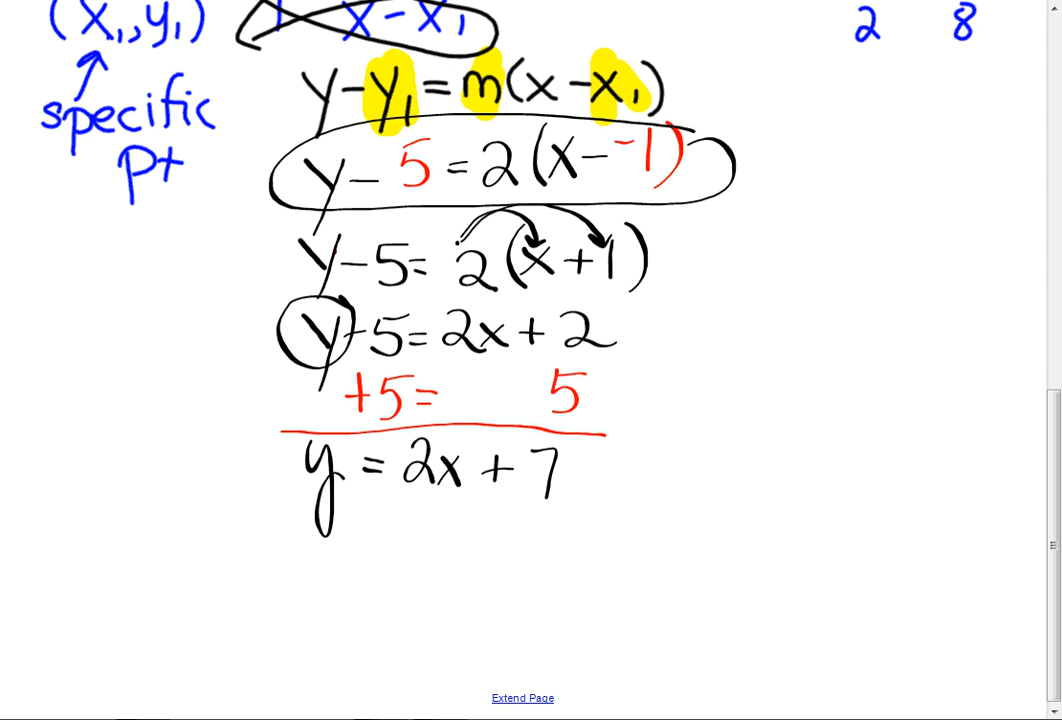 (x₁,y₁)
x - x₁
2 8
y-y₁=m(x-x₁)
specific
pt
y-5=2(x--1)
y-5=2(x+1)
y-5=2x+2
+5= 5
y=2x+7
Extend Page